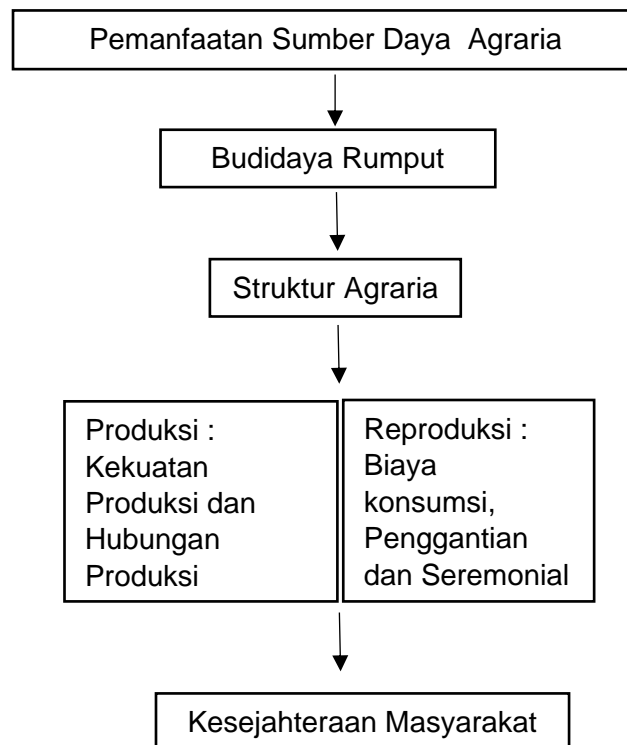 Pemanfaatan Sumber Daya Agraria
Budidaya Rumput
Struktur Agraria
Produksi :
Kekuatan
Produksi dan
Hubungan
Produksi
Reproduksi :
Biaya
konsumsi,
Penggantian
dan Seremonial
Kesejahteraan Masyarakat